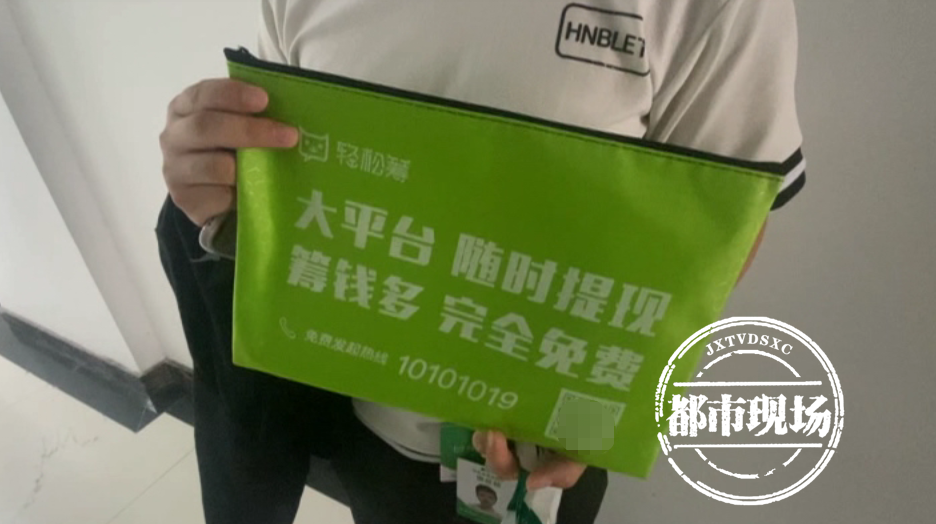 HNBLET
轻松筹
大平台 随时提现
筹钱多 完全免费
免费发起热线 10101019
JXTVDSXC
都市现场